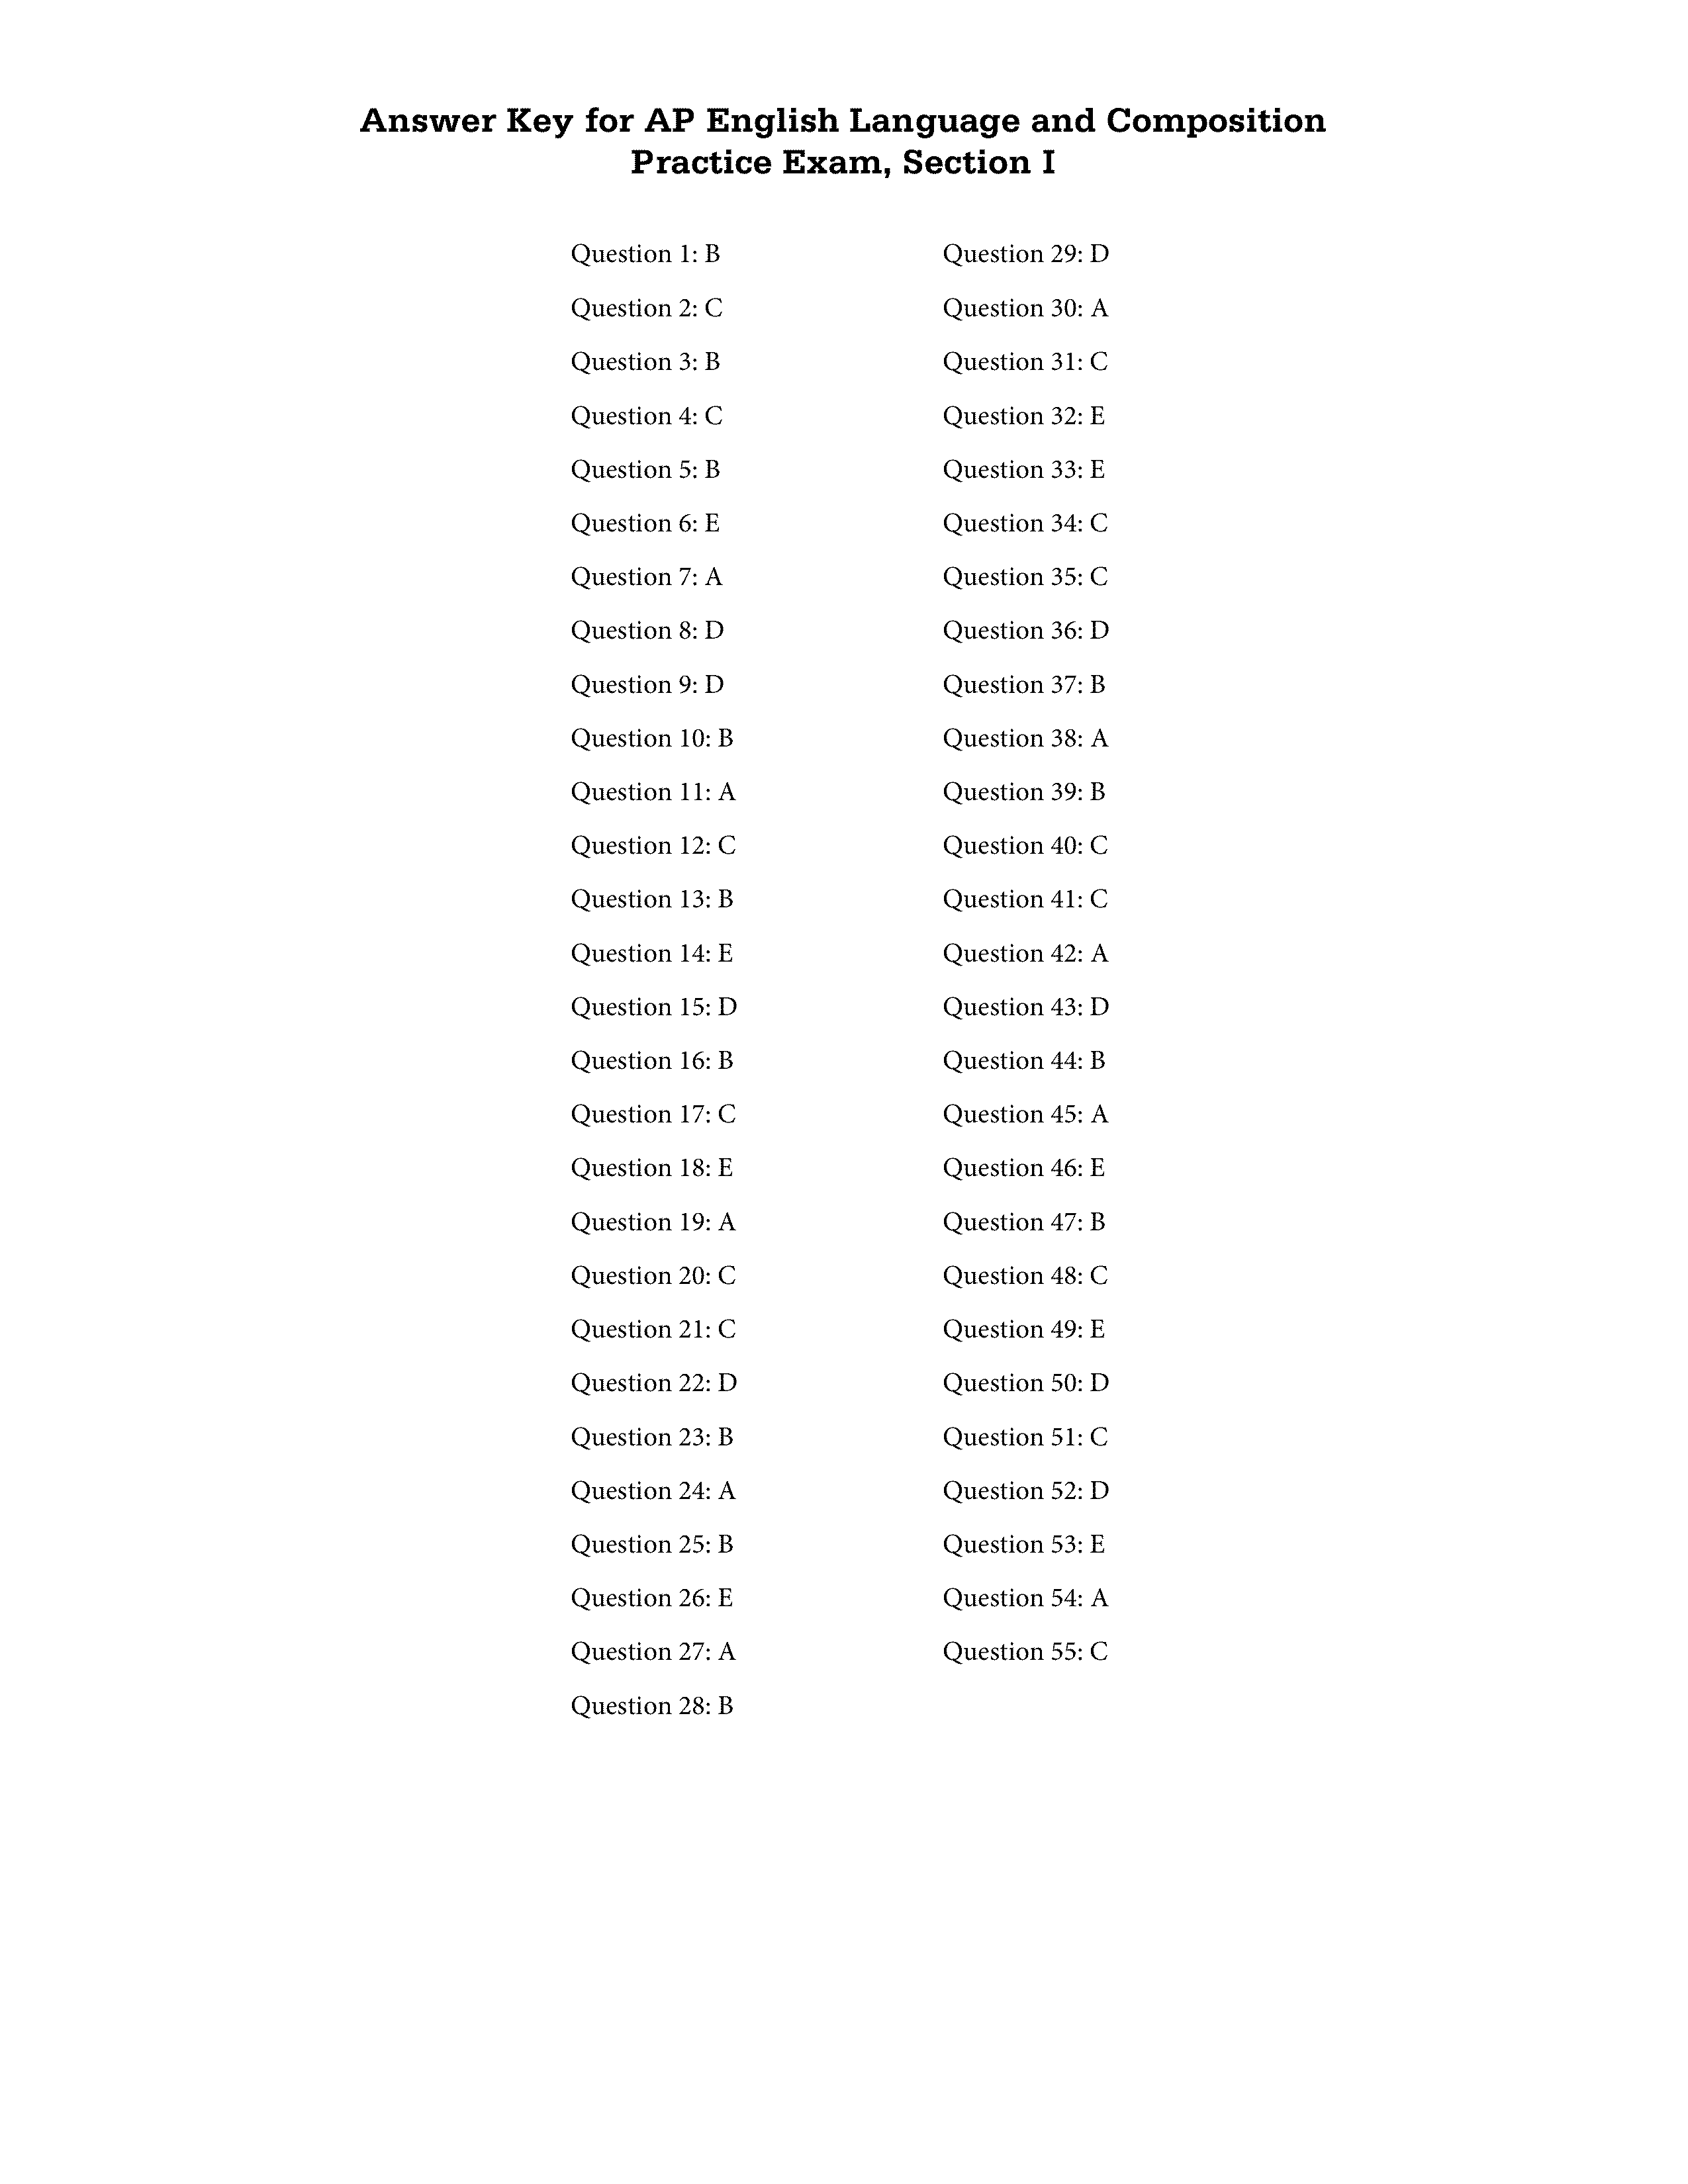 Answer Key for AP English Language and Composition
Practice Exam, Section I
Question 1: B
Question 2: C
Question 3: B
Question 4: C
Question 5: B
Question 6: E
Question 7: A
Question 8: D
Question 9: D
Question 10: B
Question 11: A
Question 12: C
Question 13: B
Question 14: E
Question 15: D
Question 16: B
Question 17: C
Question 18: E
Question 19: A
Question 20: C
Question 21: C
Question 22: D
Question 23: B
Question 24: A
Question 25: B
Question 26: E
Question 27: A
Question 28: B
Question 29: D
Question 30: A
Question 31: C
Question 32: E
Question 33: E
Question 34: C
Question 35: C
Question 36: D
Question 37: B
Question 38: A
Question 39: B
Question 40: C
Question 41: C
Question 42: A
Question 43: D
Question 44: B
Question 45: A
Question 46: E
Question 47: B
Question 48: C
Question 49: E
Question 50: D
Question 51: C
Question 52: D
Question 53: E
Question 54: A
Question 55: C